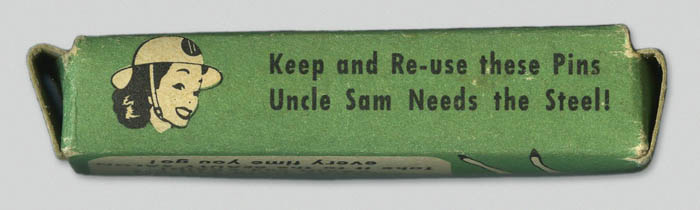 Keep and Re-use these Pins
Uncle Sam Needs the Steel!
every time you go!